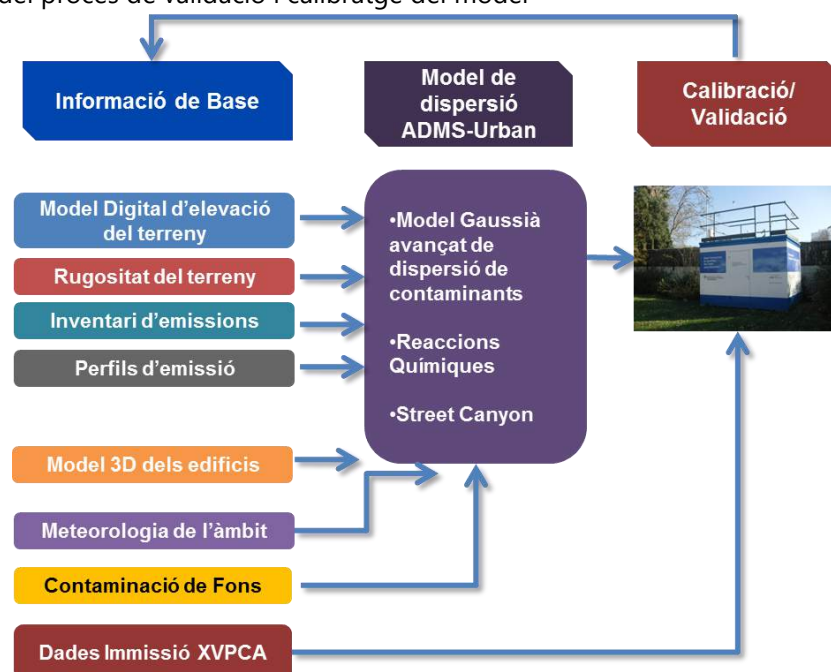 del procés de validació i calibratge del model
Informació de Base
Model de
dispersió
ADMS-Urban
Calibració/
Validació
Model Digital d'elevació
del terreny
Rugositat del terreny
Inventari d'emissions
Perfils d'emissió
Model 3D dels edificis
Meteorologia de l'àmbit
Contaminació de Fons
Dades Immissió XVPCA
•Model Gaussià
avançat de
dispersió de
contaminants
•Reaccions
Químiques
•Street Canyon